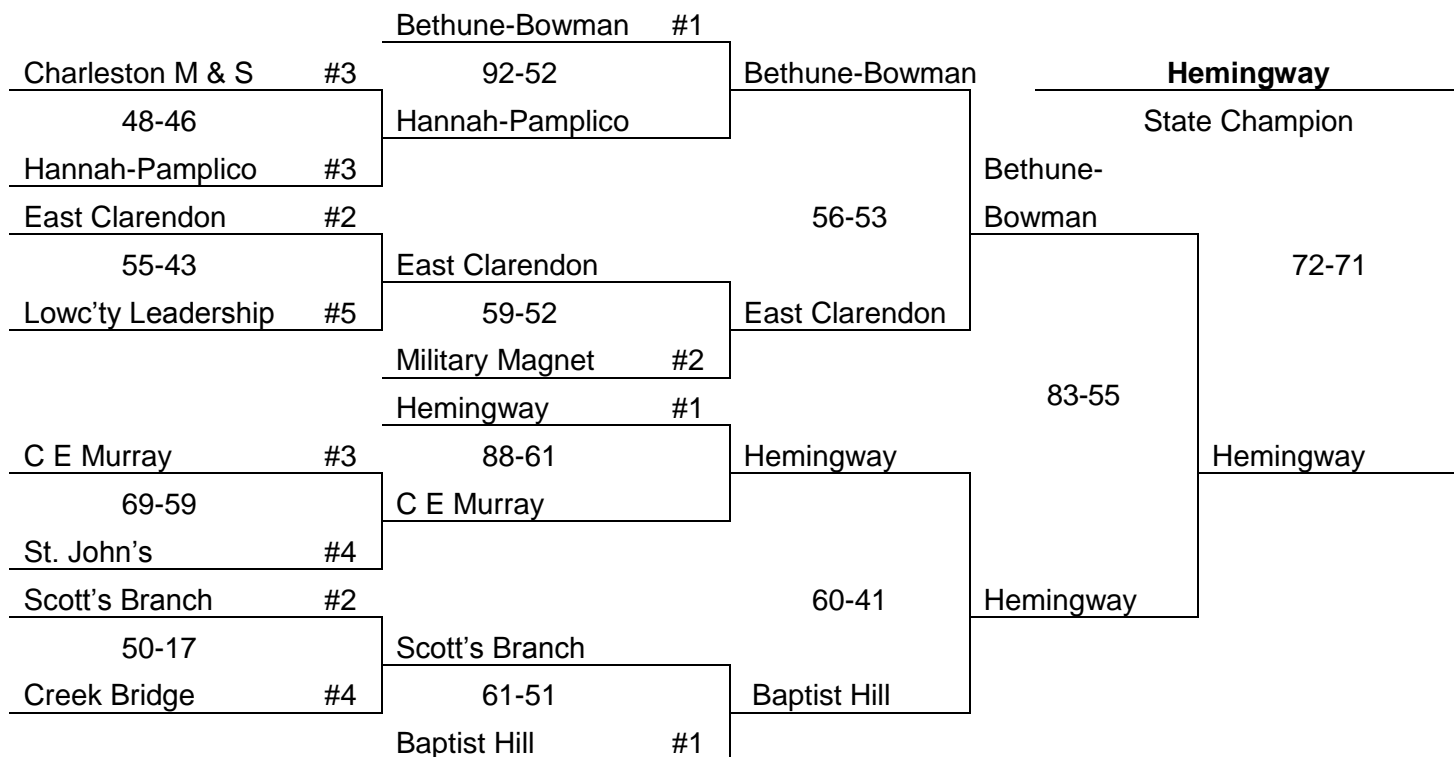 Bethune-Bowman #1
Charleston M & S #3 92-52 Bethune-Bowman Hemingway
48-46 Hannah-Pamplico State Champion
Hannah-Pamplico #3 Bethune-
East Clarendon #2 56-53 Bowman
55-43 East Clarendon 72-71
Lowc’ty Leadership #5 59-52 East Clarendon
Military Magnet #2
83-55
Hemingway #1
C E Murray #3 88-61 Hemingway Hemingway
69-59 C E Murray
St. John’s #4
Scott’s Branch #2 60-41 Hemingway
50-17 Scott’s Branch
Creek Bridge #4 61-51 Baptist Hill
Baptist Hill #1